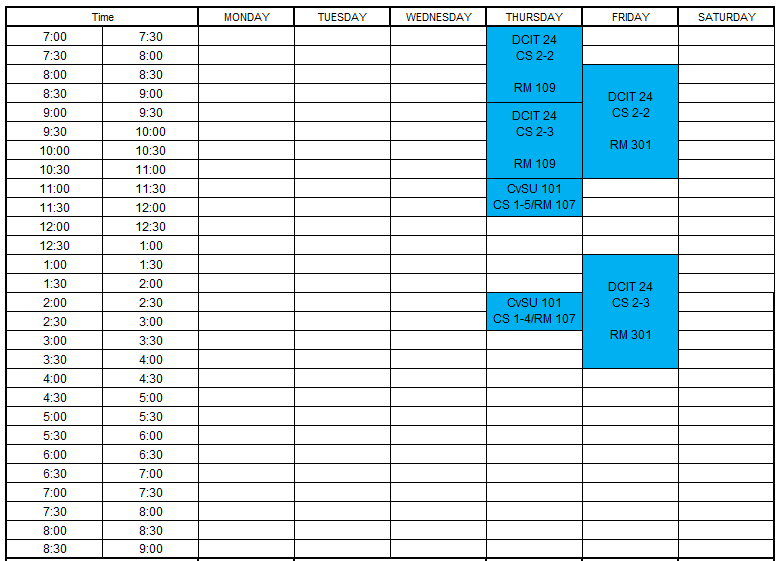 Time MONDAY TUESDAY WEDNESDAY THURSDAY FRIDAY SATURDAY
7:00 7:30 DCIT 24
7:30 8:00 CS 2-2
8:00 8:30
8:30 9:00 RM 109 DCIT 24
9:00 9:30 DCIT 24 CS 2-2
9:30 10:00 CS 2-3
10:00 10:30 RM 301
10:30 11:00 RM 109
11:00 11:30 CvSU 101
11:30 12:00 CS 1-5/RM 107
12:00 12:30
12:30 1:00
1:00 1:30
1:30 2:00 DCIT 24
2:00 2:30 CvSU 101 CS 2-3
2:30 3:00 CS 1-4/RM 107
3:00 3:30 RM 301
3:30 4:00
4:00 4:30
4:30 5:00
5:00 5:30
5:30 6:00
6:00 6:30
6:30 7:00
7:00 7:30
7:30 8:00
8:00 8:30
8:30 9:00